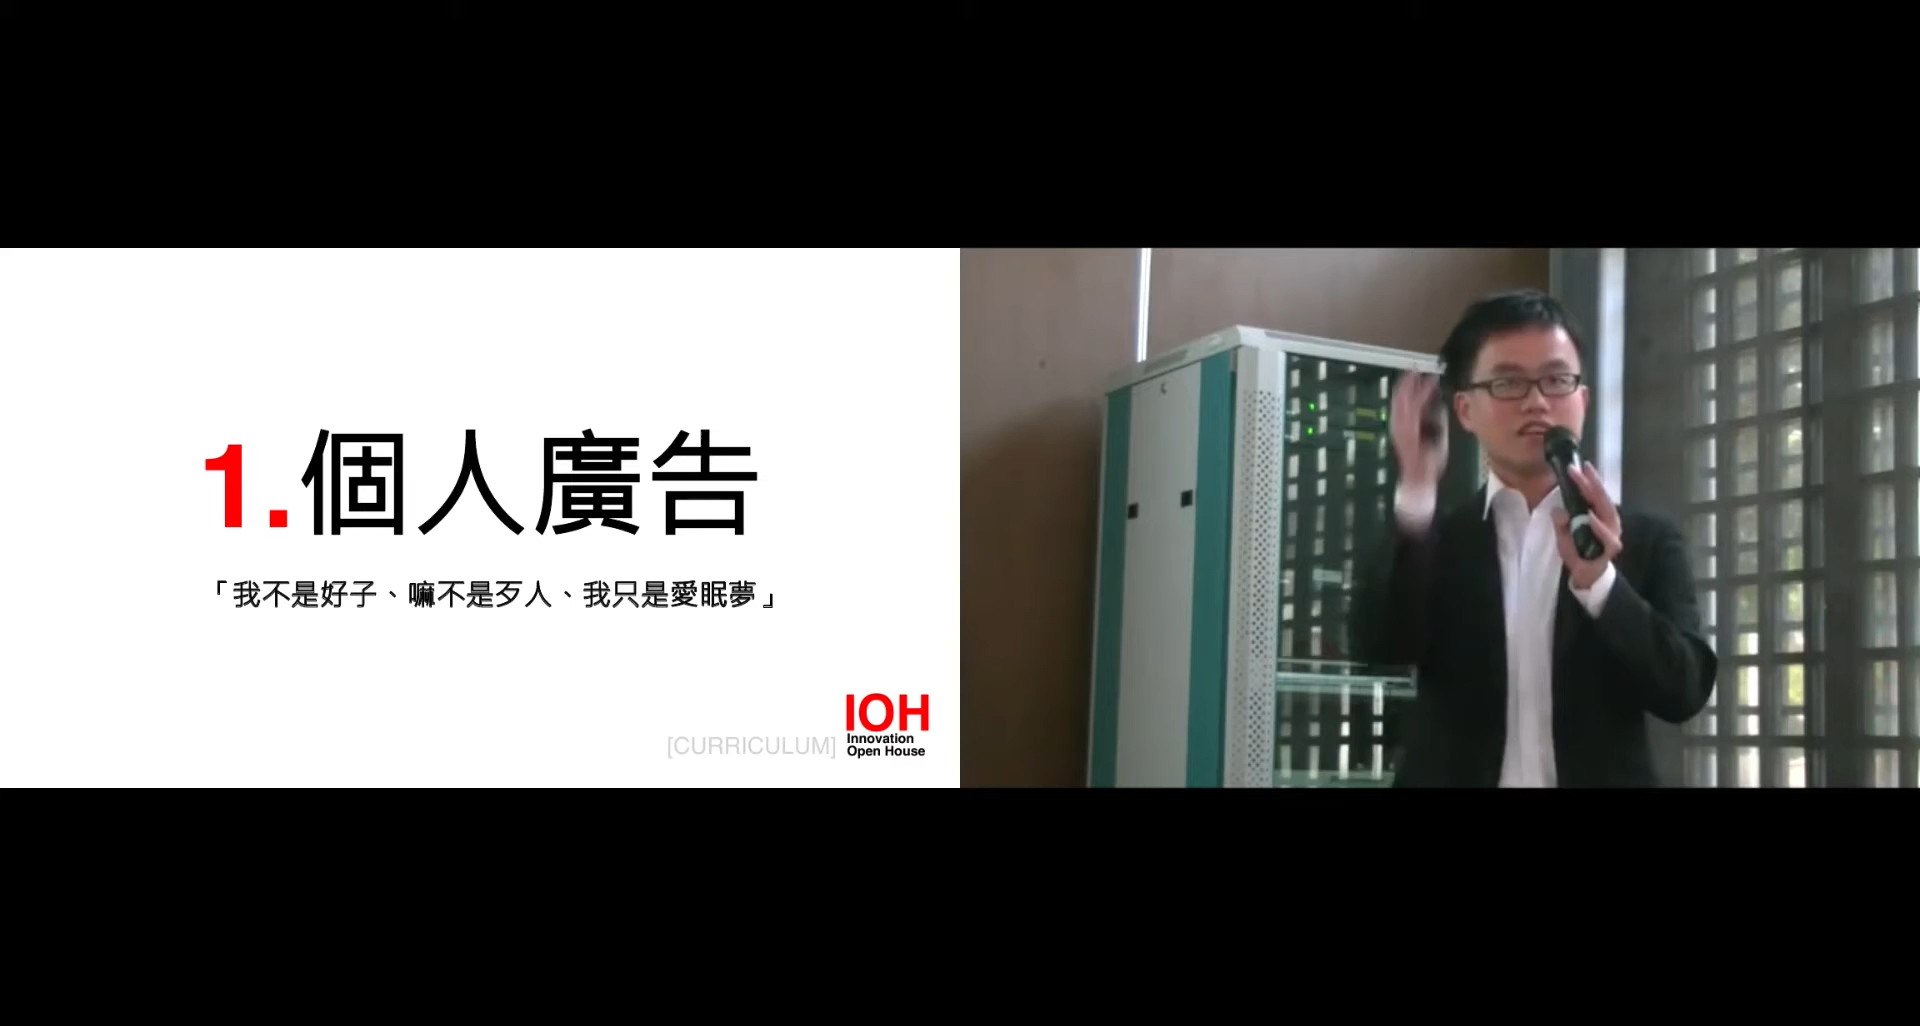 1.個人廣告
「我不是好子、嘛不是歹人、我只是愛眠夢」
[CURRICULUM]
IOH
Innovation
Open House